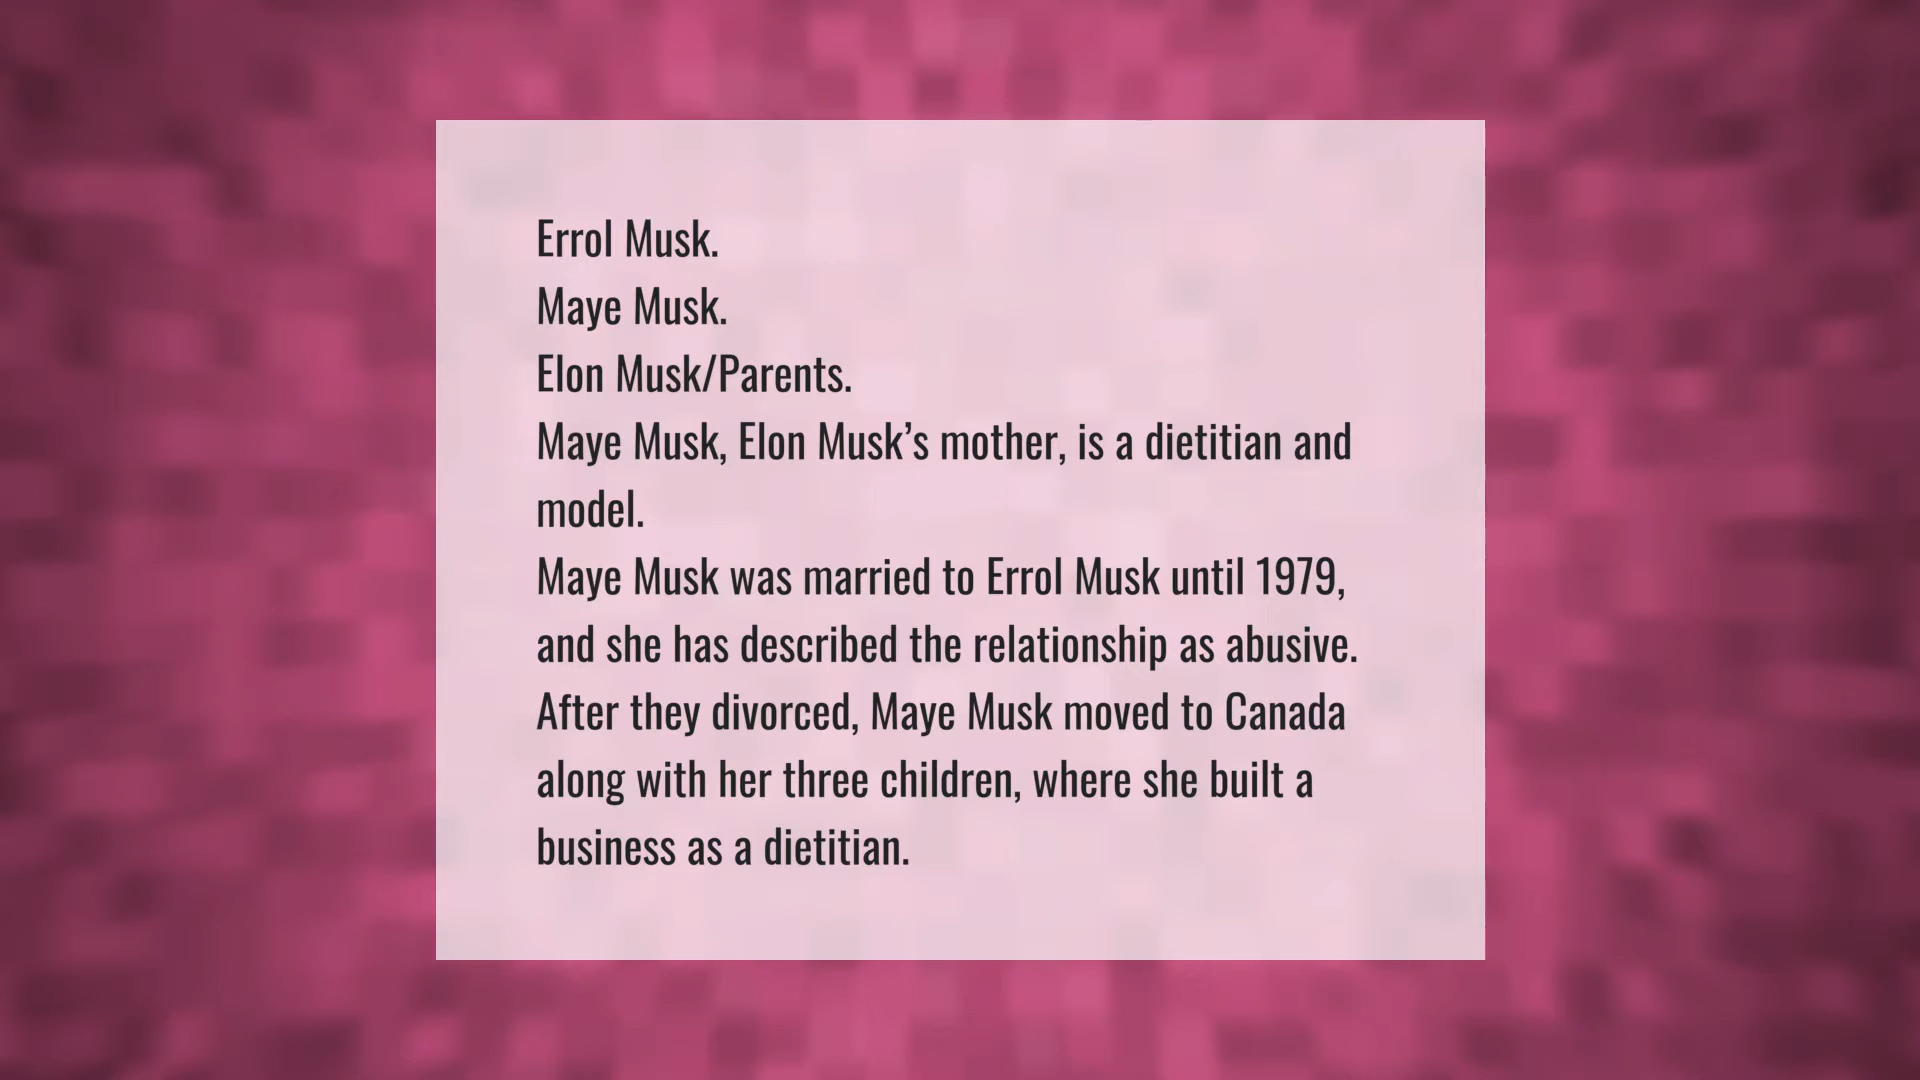 Errol Musk.
Maye Musk.
Elon Musk/Parents.
Maye Musk, Elon Musk’s mother, is a dietitian and
model.
Maye Musk was married to Errol Musk until 1979,
and she has described the relationship as abusive.
After they divorced, Maye Musk moved to Canada
along with her three children, where she built a
business as a dietitian.